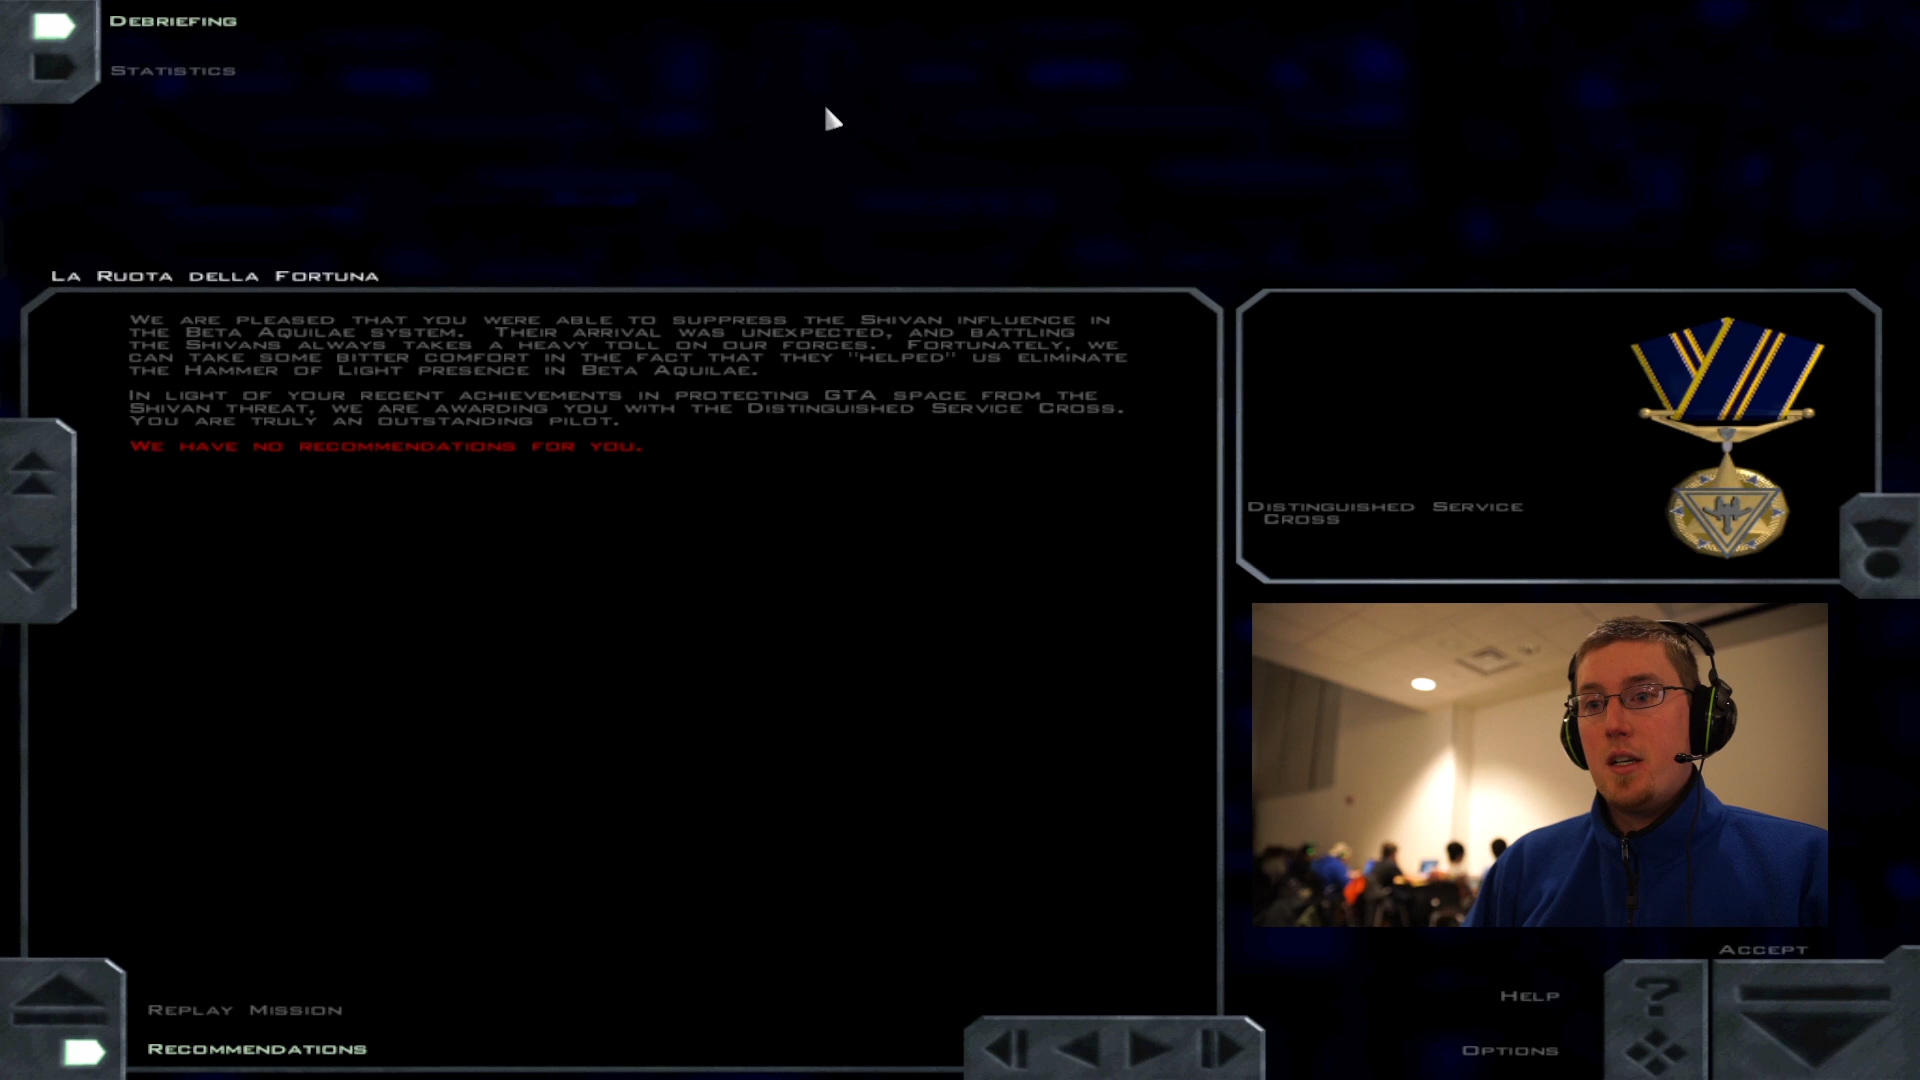 Debriefing
Statistics
La Ruota della Fortuna
We are pleased that you were able to suppress the Shivan influence in
the Beta Aquilae system. Their arrival was unexpected, and battling
the Shivans always takes a heavy toll on our forces. Fortunately, we
can take some bitter comfort in the fact that they "helped" us eliminate
the Hammer of Light presence in Beta Aquilae.
In light of your recent achievements in protecting GTA space from the
Shivan threat, we are awarding you with the Distinguished Service Cross.
You are truly an outstanding pilot.
We have no recommendations for you.
Distinguished Service
Cross
Accept
Replay Mission
Help
Recommendations
Options